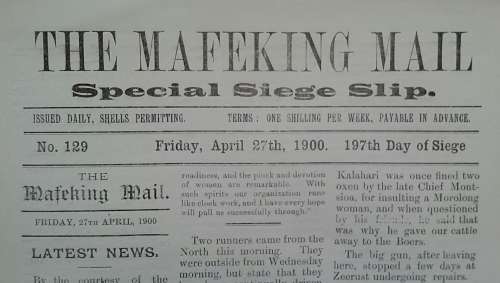 THE MAFEKING MAIL
Special Siege Slip.
ISSUED DAILY, SHELLS PERMITTING. TERMS: ONE SHILLING PER WEEK, PAYABLE IN ADVANCE.
No. 129 Friday, April 27th, 1900. 197th Day of Siege
THE
Mafeking Mail.
FRIDAY, 27TH APRIL, 1900
LATEST NEWS.
By the courtesy of the
readiness, and the pluck and devotion
of women are remarkable. With
such spirits our organization runs
like clock work, and I have every hope
will pull us successfully through."
Two runners came from the
North this morning. They
were outside from Wednesday
morning, but state that they
Kalahari was once fined two
oxen by the late Chief Mont-
sioa, for insulting a Morolong
woman, and when questioned
by his friends, he said that
was why he gave our cattle
away to the Boers.
The big gun, after leaving
here, stopped a few days at
Zeerust undergoing repairs.